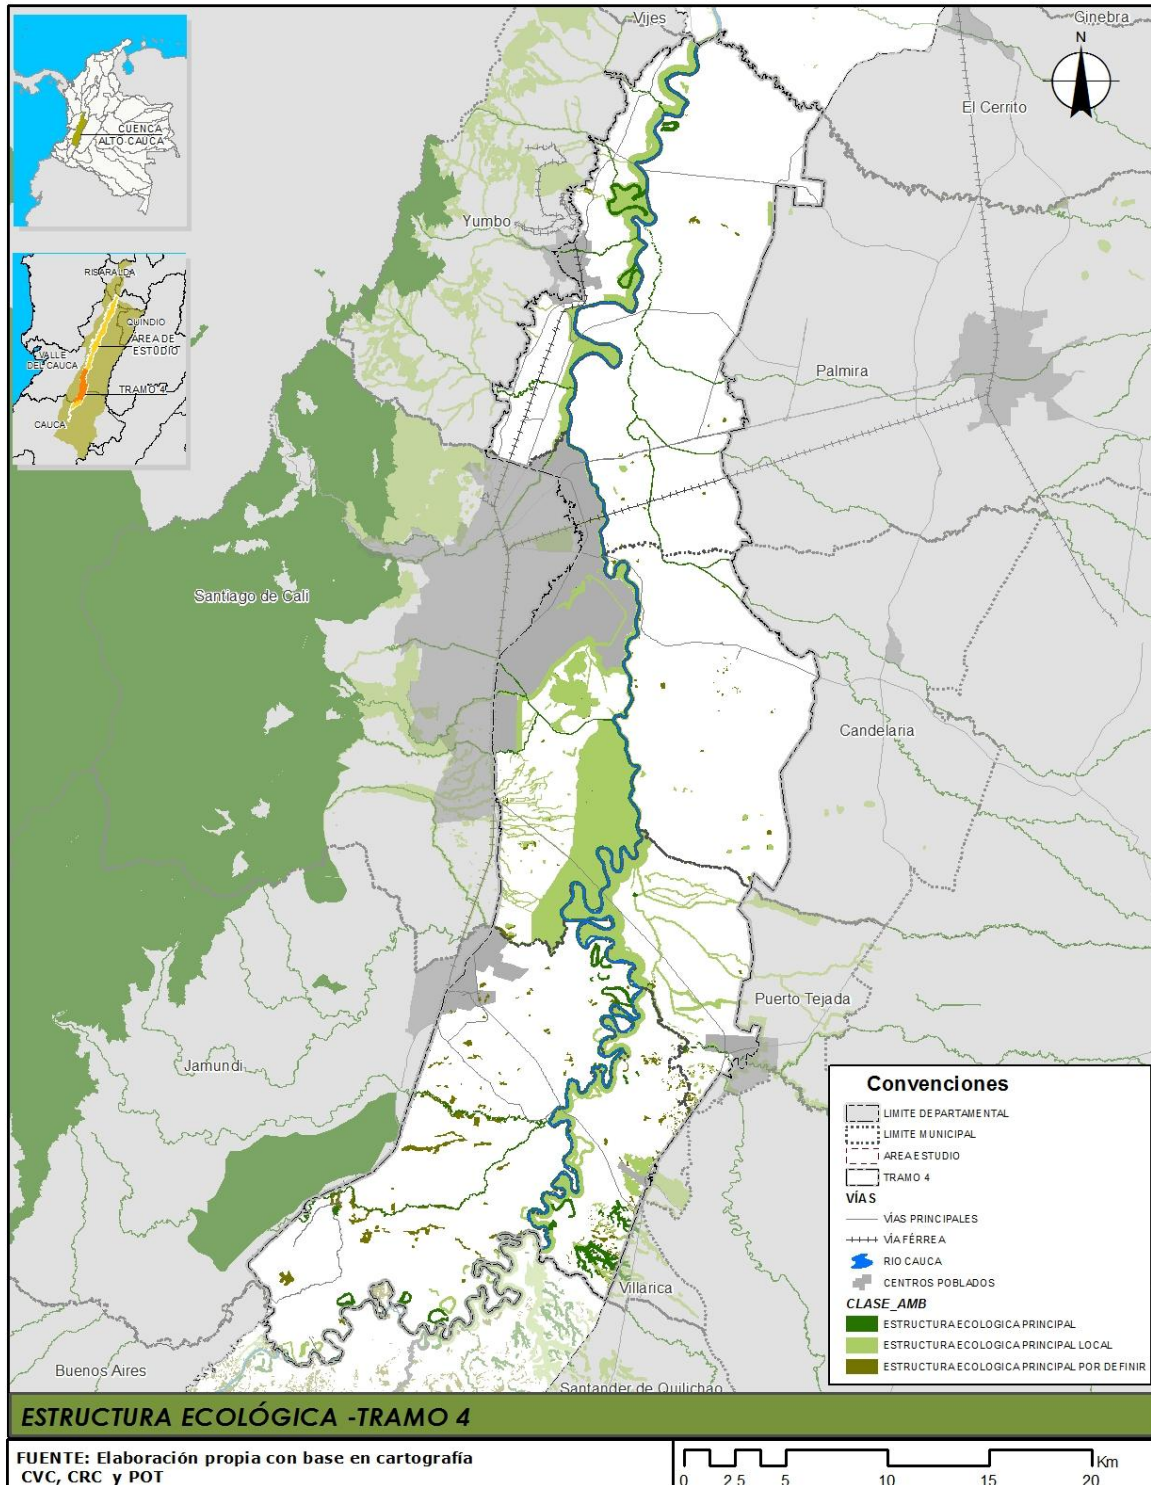 Vijes
Ginebra
N
El Cerrito
CUENCA
ALTO CAUCA
Yumbo
RISARALDA
QUINDIO
AREA DE
ESTUDIO
VALLE
DEL CAUCA
TRAMO 4
CAUCA
Palmira
Santiago de Cali
Candelaria
Puerto Tejada
Jamundi
Villarica
Buenos Aires
Santander de Quilichao
Convenciones
LIMITE DEPARTAMENTAL
LIMITE MUNICIPAL
AREA ESTUDIO
TRAMO 4
VÍAS
VÍAS PRINCIPALES
VÍA FÉRREA
RIO CAUCA
CENTROS POBLADOS
CLASE_AMB
ESTRUCTURA ECOLOGICA PRINCIPAL
ESTRUCTURA ECOLOGICA PRINCIPAL LOCAL
ESTRUCTURA ECOLOGICA PRINCIPAL POR DEFINIR
ESTRUCTURA ECOLÓGICA -TRAMO 4
FUENTE: Elaboración propia con base en cartografía
CVC, CRC y POT
Km
0 2.5 5 10 15 20